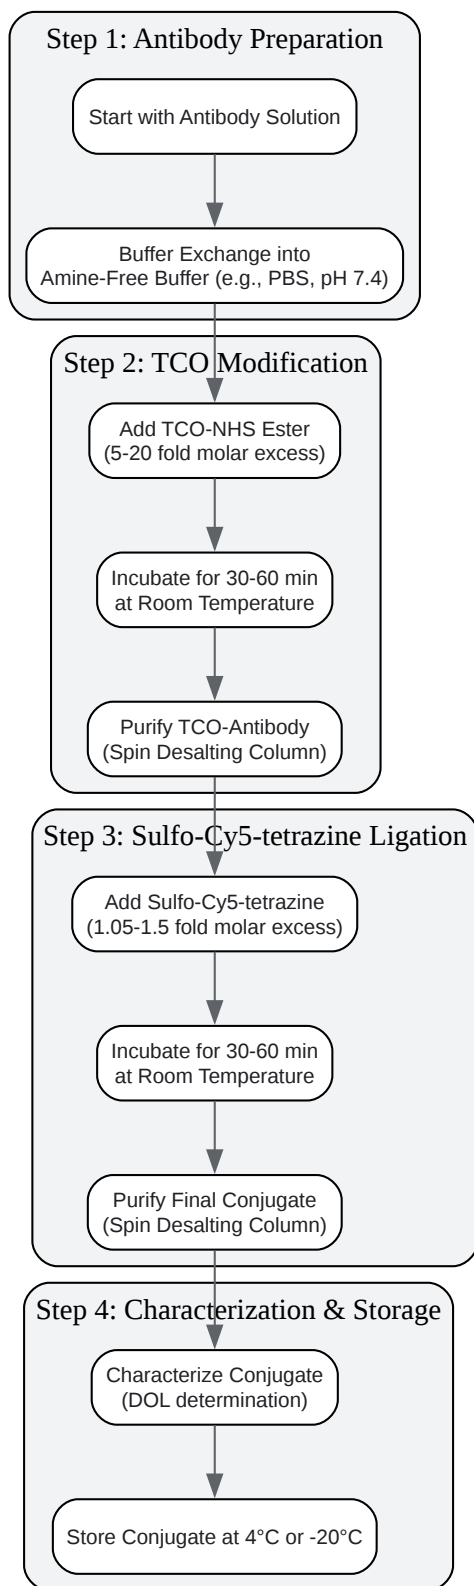 Step 1: Antibody Preparation
Start with Antibody Solution
Buffer Exchange into
Amine-Free Buffer (e.g., PBS, pH 7.4)
Step 2: TCO Modification
Add TCO-NHS Ester
(5-20 fold molar excess)
Incubate for 30-60 min
at Room Temperature
Purify TCO-Antibody
(Spin Desalting Column)
Step 3: Sulfo-Cy5-tetrazine Ligation
Add Sulfo-Cy5-tetrazine
(1.05-1.5 fold molar excess)
Incubate for 30-60 min
at Room Temperature
Purify Final Conjugate
(Spin Desalting Column)
Step 4: Characterization & Storage
Characterize Conjugate
(DOL determination)
Store Conjugate at 4°C or -20°C